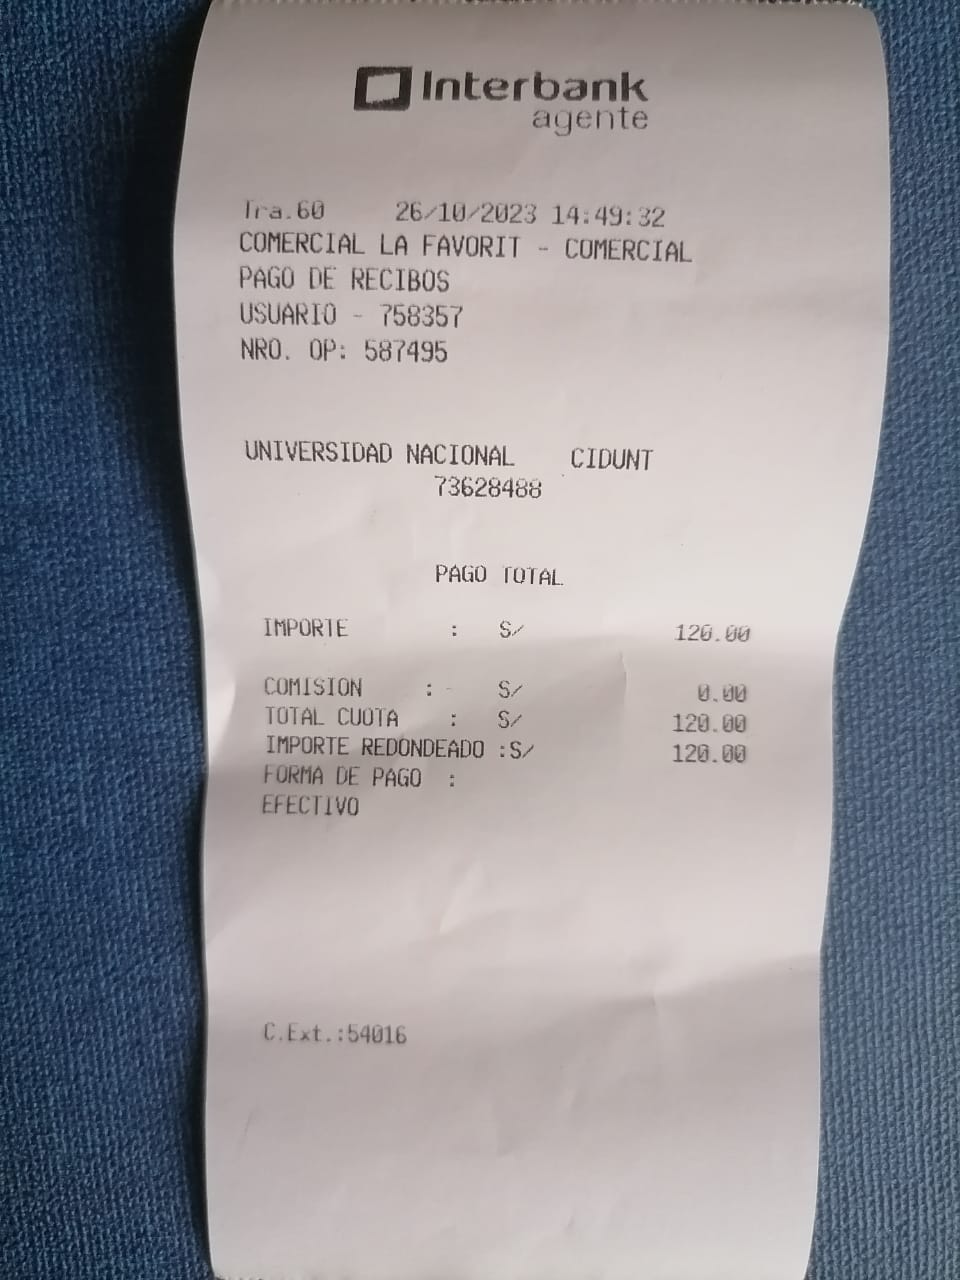 Interbank
agente
Tra.60 26/10/2023 14:49:32
COMERCIAL LA FAVORIT - COMERCIAL
PAGO DE RECIBOS
USUARIO - 758357
NRO. OP: 587495
UNIVERSIDAD NACIONAL CIDUNT
73628488
PAGO TOTAL
IMPORTE : S/ 120.00
COMISION : S/ 0.00
TOTAL CUOTA : S/ 120.00
IMPORTE REDONDEADO :S/ 120.00
FORMA DE PAGO :
EFECTIVO
C.Ext.:54016